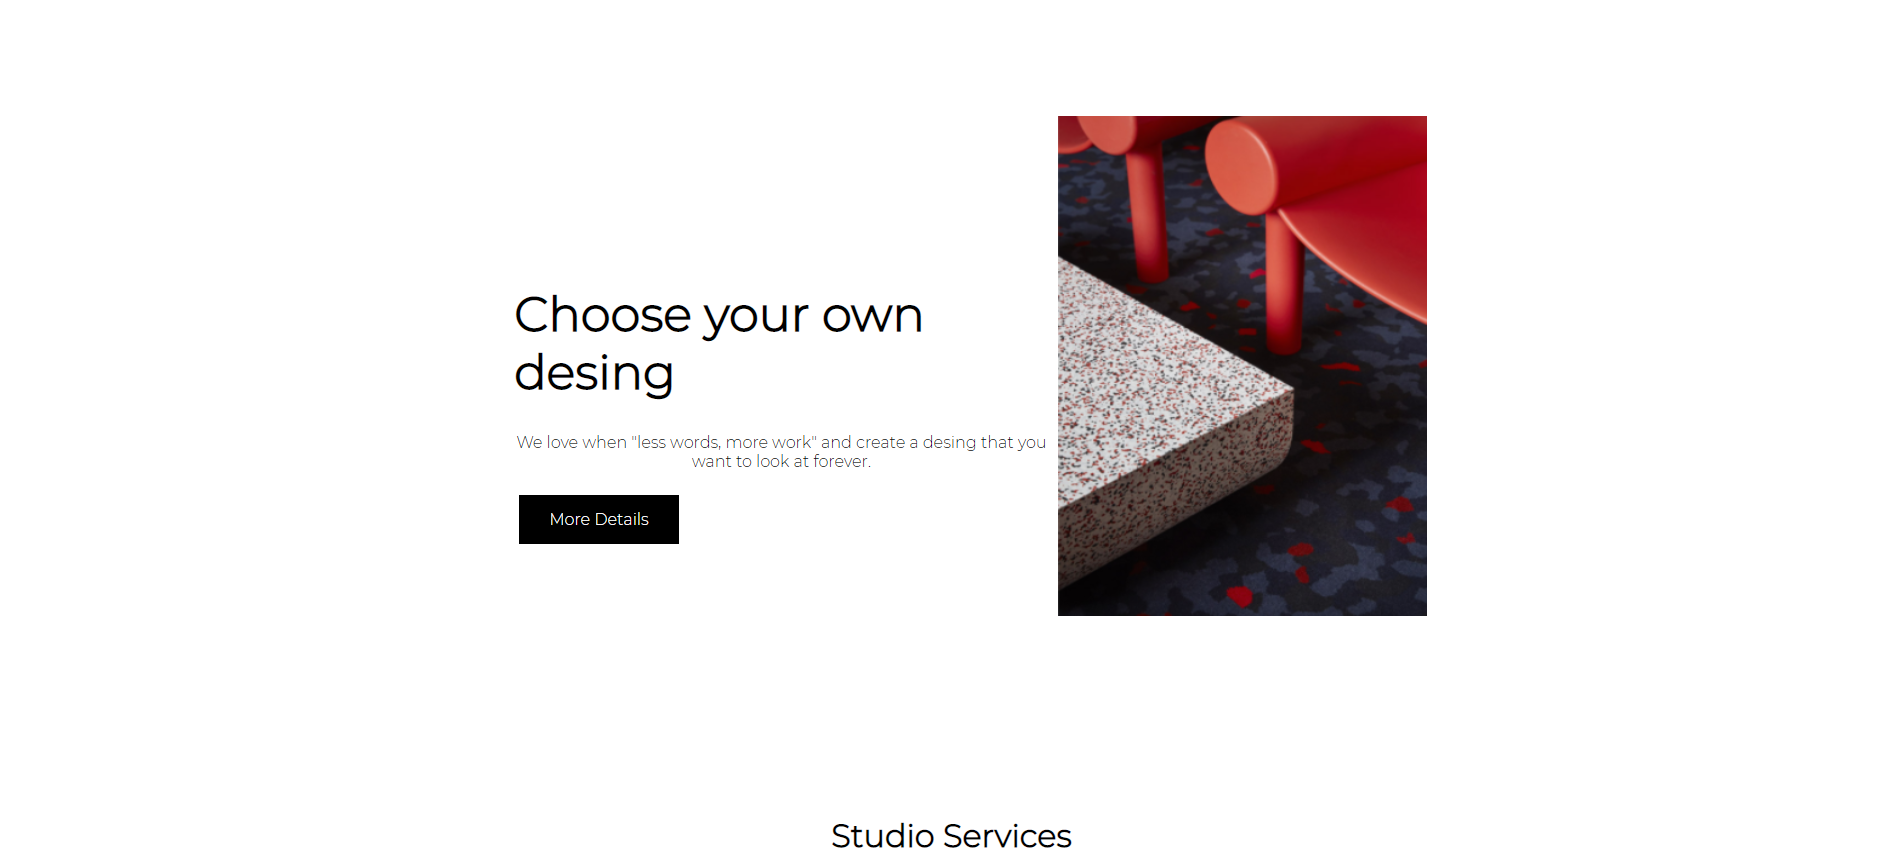 Choose your own
desing
We love when "less words, more work" and create a desing that you
want to look at forever.
More Details
Studio Services